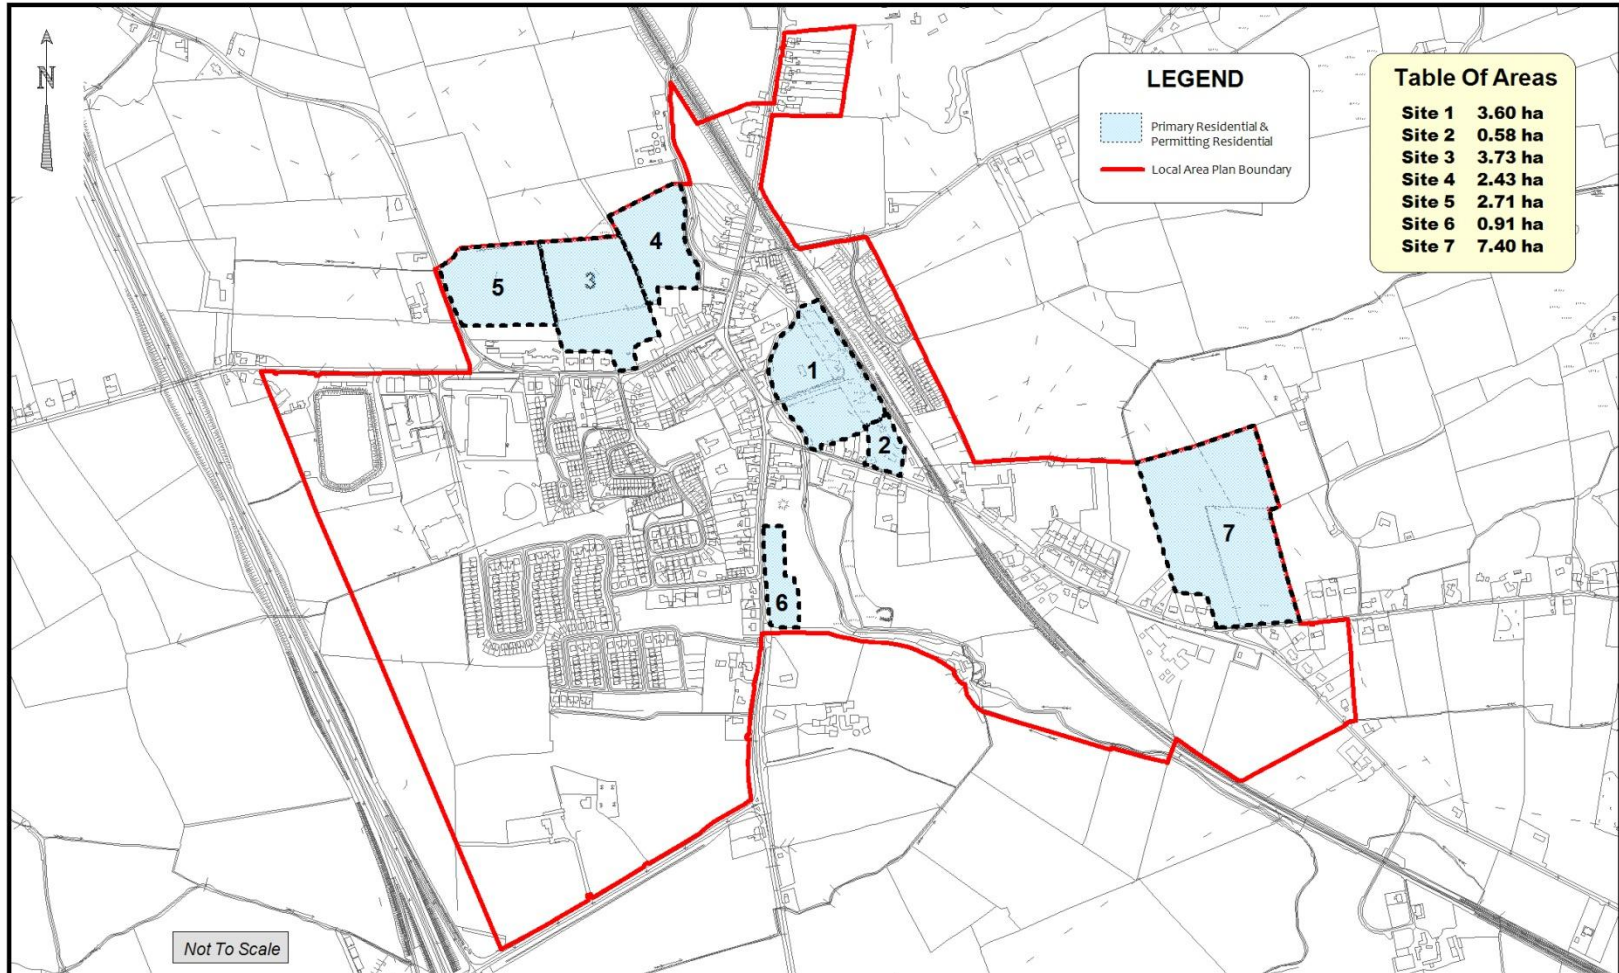 N
LEGEND
Primary Residential &
Permitting Residential
Local Area Plan Boundary
Table Of Areas
Site 1 3.60 ha
Site 2 0.58 ha
Site 3 3.73 ha
Site 4 2.43 ha
Site 5 2.71 ha
Site 6 0.91 ha
Site 7 7.40 ha
4
5
3
1
2
7
6
Not To Scale